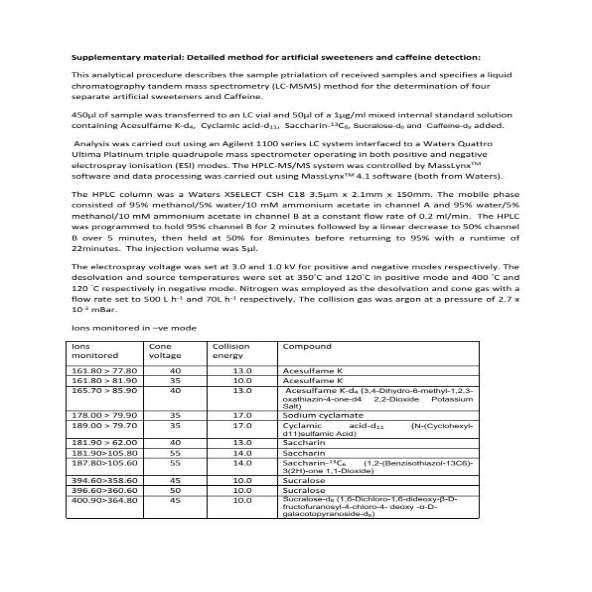 Supplementary material: Detailed method for artificial sweeteners and caffeine detection:
This analytical procedure describes the sample ptrialation of received samples and specifies a liquid
chromatography tandem mass spectrometry (LC-MSMS) method for the determination of four
separate artificial sweeteners and Caffeine.
450µl of sample was transferred to an LC vial and 50µl of a 1µg/ml mixed internal standard solution
containing Acesulfame K-d₄, Cyclamic acid-d₁₁, Saccharin-¹³C₆, Sucralose-d₆ and Caffeine-d₉ added.
Analysis was carried out using an Agilent 1100 series LC system interfaced to a Waters Quattro
Ultima Platinum triple quadrupole mass spectrometer operating in both positive and negative
electrospray ionisation (ESI) modes. The HPLC-MS/MS system was controlled by MassLynx™
software and data processing was carried out using MassLynx™ 4.1 software (both from Waters).
The HPLC column was a Waters XSELECT CSH C18 3.5µm x 2.1mm x 150mm. The mobile phase
consisted of 95% methanol/5% water/10 mM ammonium acetate in channel A and 95% water/5%
methanol/10 mM ammonium acetate in channel B at a constant flow rate of 0.2 ml/min. The HPLC
was programmed to hold 95% channel B for 2 minutes followed by a linear decrease to 50% channel
B over 5 minutes, then held at 50% for 8minutes before returning to 95% with a runtime of
22minutes. The injection volume was 5µl.
The electrospray voltage was set at 3.0 and 1.0 kV for positive and negative modes respectively. The
desolvation and source temperatures were set at 350°C and 120°C in positive mode and 400 °C and
120 °C respectively in negative mode. Nitrogen was employed as the desolvation and cone gas with a
flow rate set to 500 L h⁻¹ and 70L h⁻¹ respectively. The collision gas was argon at a pressure of 2.7 x
10⁻³ mBar.
Ions monitored in –ve mode
Ions monitored Cone voltage Collision energy Compound
161.80 > 77.80 40 13.0 Acesulfame K
161.80 > 81.90 35 10.0 Acesulfame K
165.70 > 85.90 40 13.0 Acesulfame K-d₄ (3,4-Dihydro-6-methyl-1,2,3-
oxathiazin-4-one-d4 2,2-Dioxide Potassium
Salt)
178.00 > 79.90 35 17.0 Sodium cyclamate
189.00 > 79.70 35 17.0 Cyclamic acid-d₁₁ (N-(Cyclohexyl-
d11)sulfamic Acid)
181.90 > 62.00 40 13.0 Saccharin
181.90>105.80 55 14.0 Saccharin
187.80>105.60 55 14.0 Saccharin-¹³C₆ (1,2-(Benzisothiazol-13C6)-
3(2H)-one 1,1-Dioxide)
394.60>358.60 45 10.0 Sucralose
396.60>360.60 50 10.0 Sucralose
400.90>364.80 45 10.0 Sucralose-d₆ (1,6-Dichloro-1,6-dideoxy-β-D-
fructofuranosyl-4-chloro-4- deoxy -α-D-
galacotopyranoside-d₆)